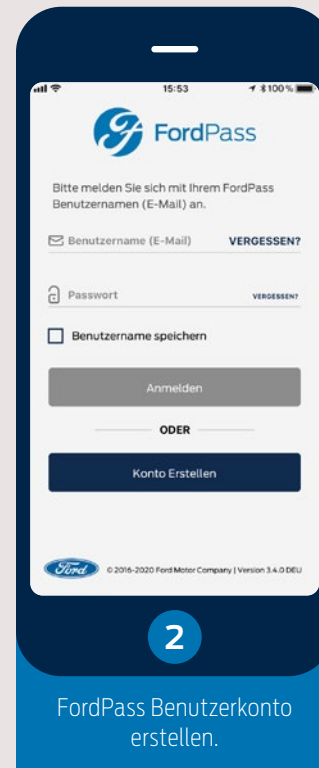 15:53
100 %
FordPass
Bitte melden Sie sich mit Ihrem FordPass
Benutzernamen (E-Mail) an.
Benutzername (E-Mail) VERGESSEN?
Passwort VERGESSEN?
Benutzername speichern
Anmelden
ODER
Konto Erstellen
Ford © 2016-2020 Ford Motor Company | Version 3.4.0 DEU
2
FordPass Benutzerkonto
erstellen.